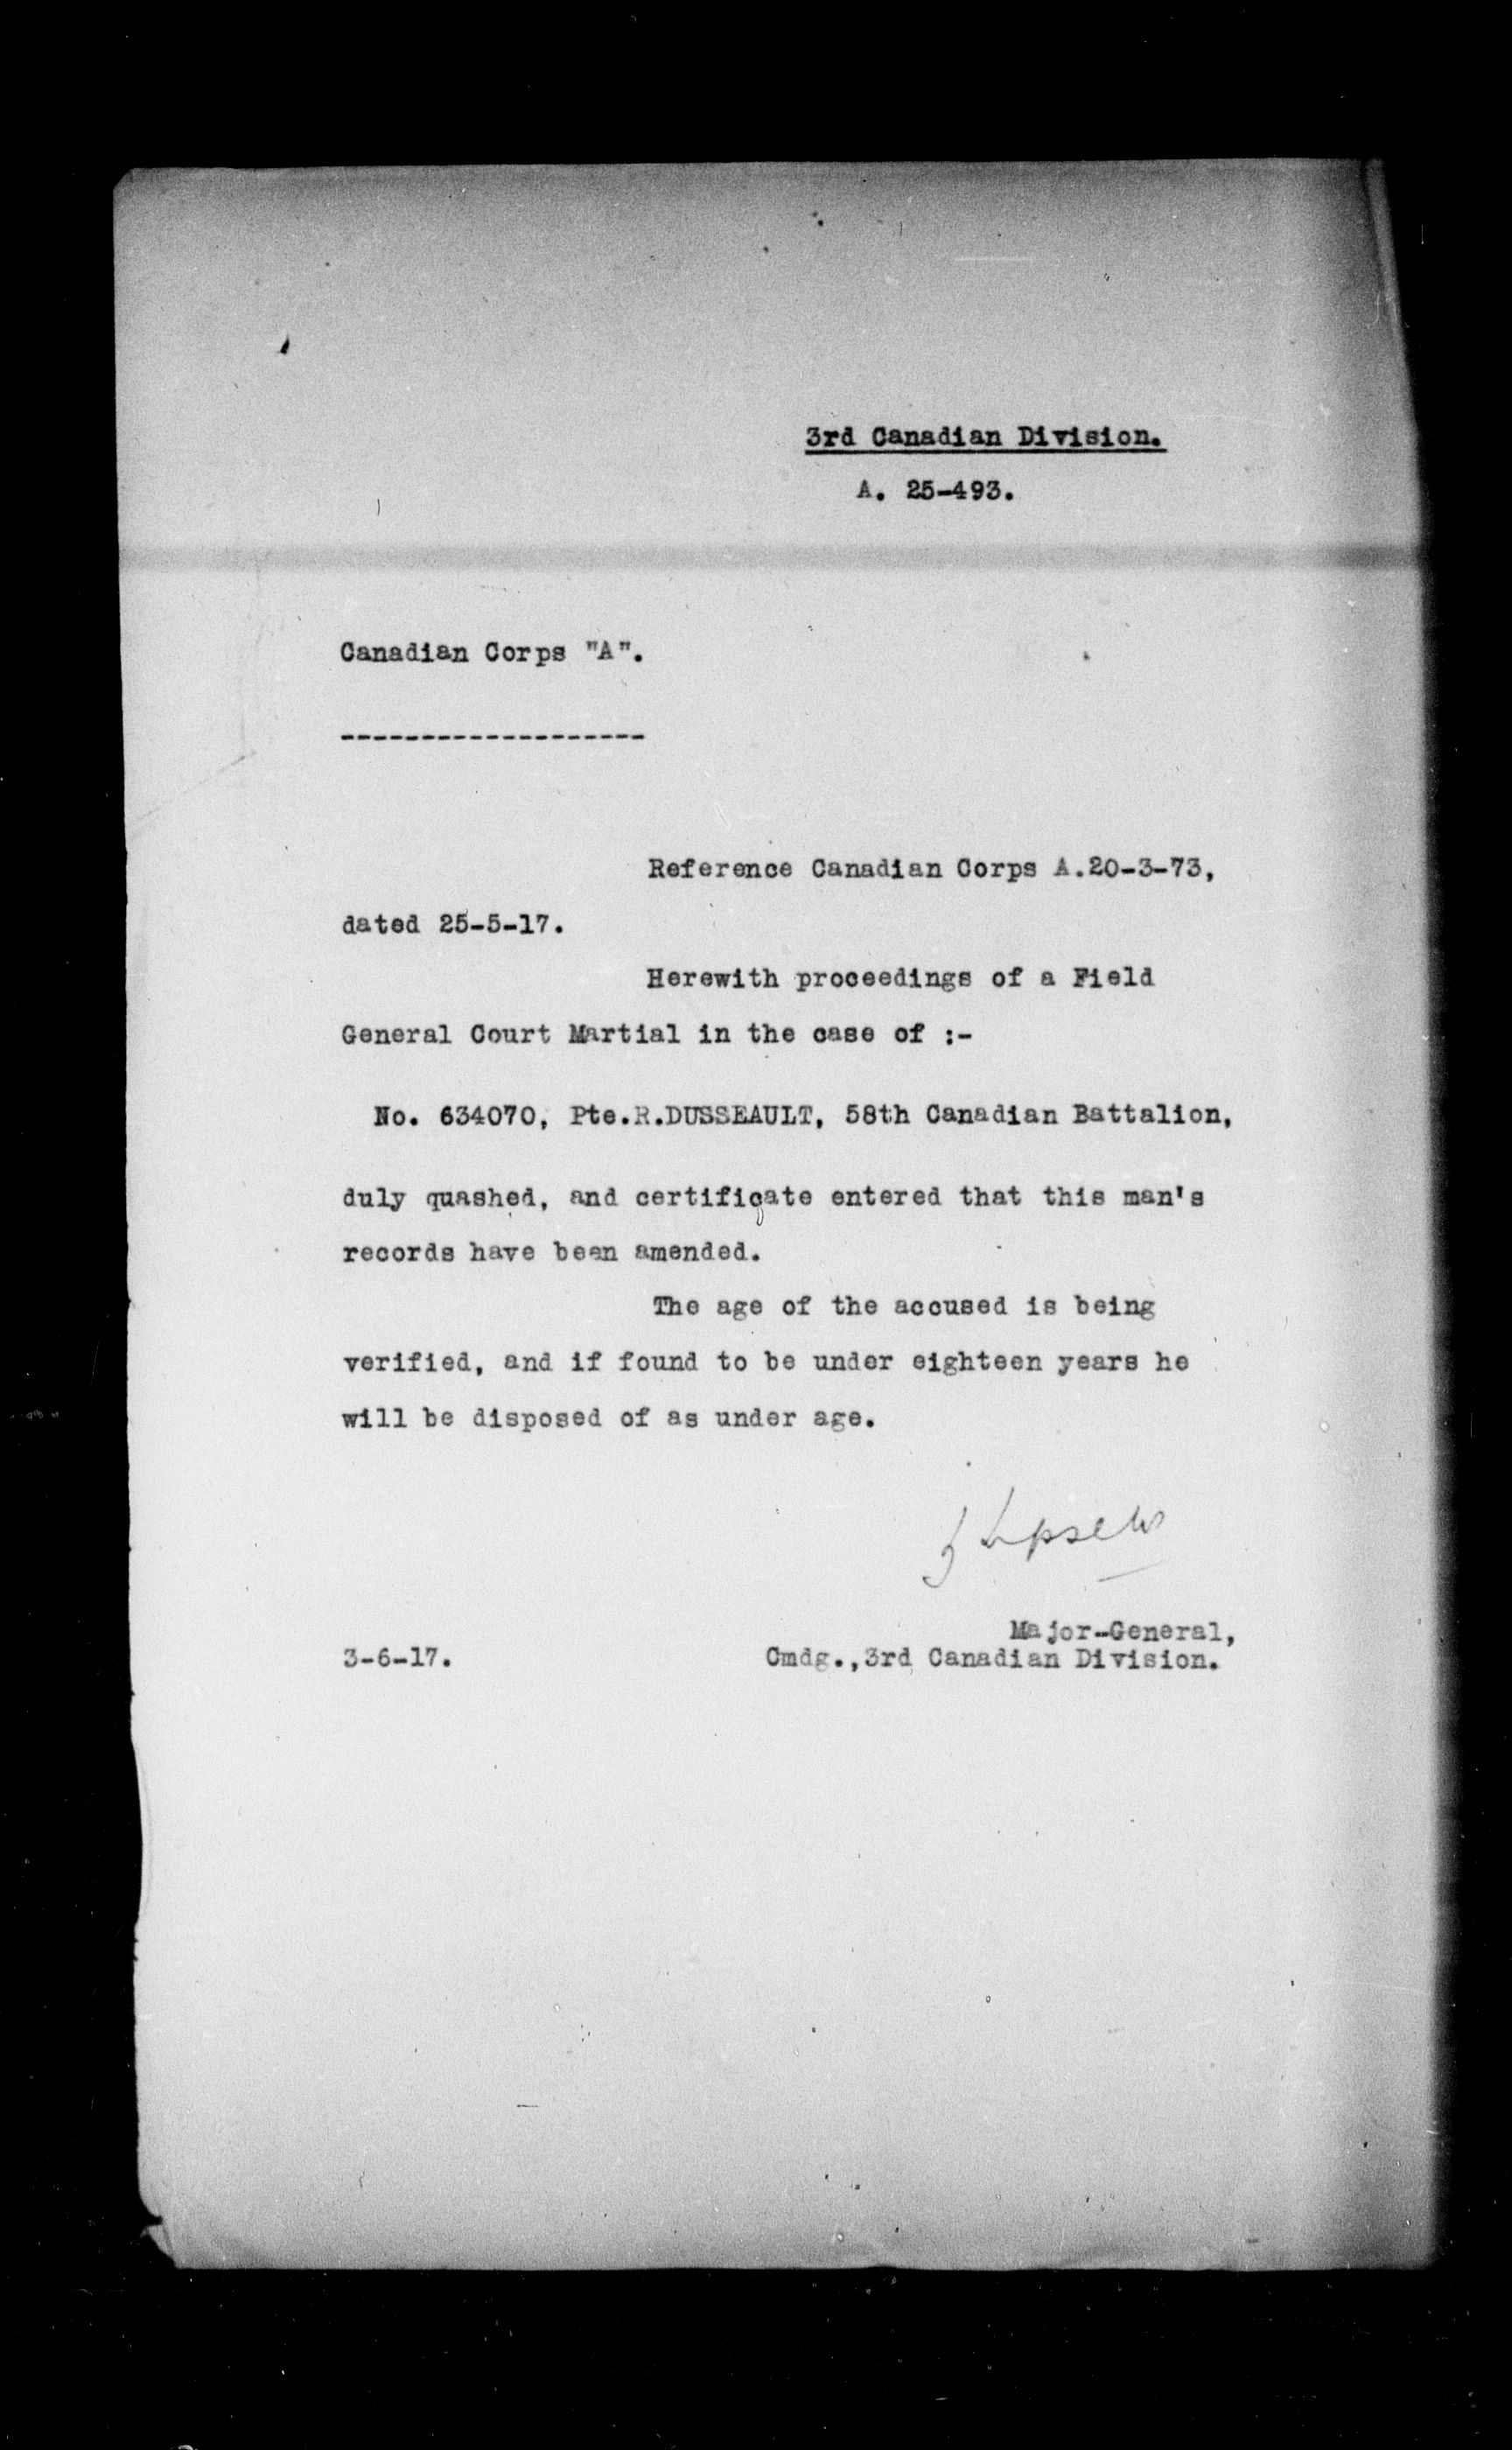 3rd Canadian Division.
A. 25-493.
Canadian Corps "A".
-------------------
Reference Canadian Corps A.20-3-73,
dated 25-5-17.
Herewith proceedings of a Field
General Court Martial in the case of :-
No. 634070, Pte.R.DUSSEAULT, 58th Canadian Battalion,
duly quashed, and certificate entered that this man's
records have been amended.
The age of the accused is being
verified, and if found to be under eighteen years he
will be disposed of as under age.
Lipsett
Major-General,
3-6-17. Cmdg.,3rd Canadian Division.